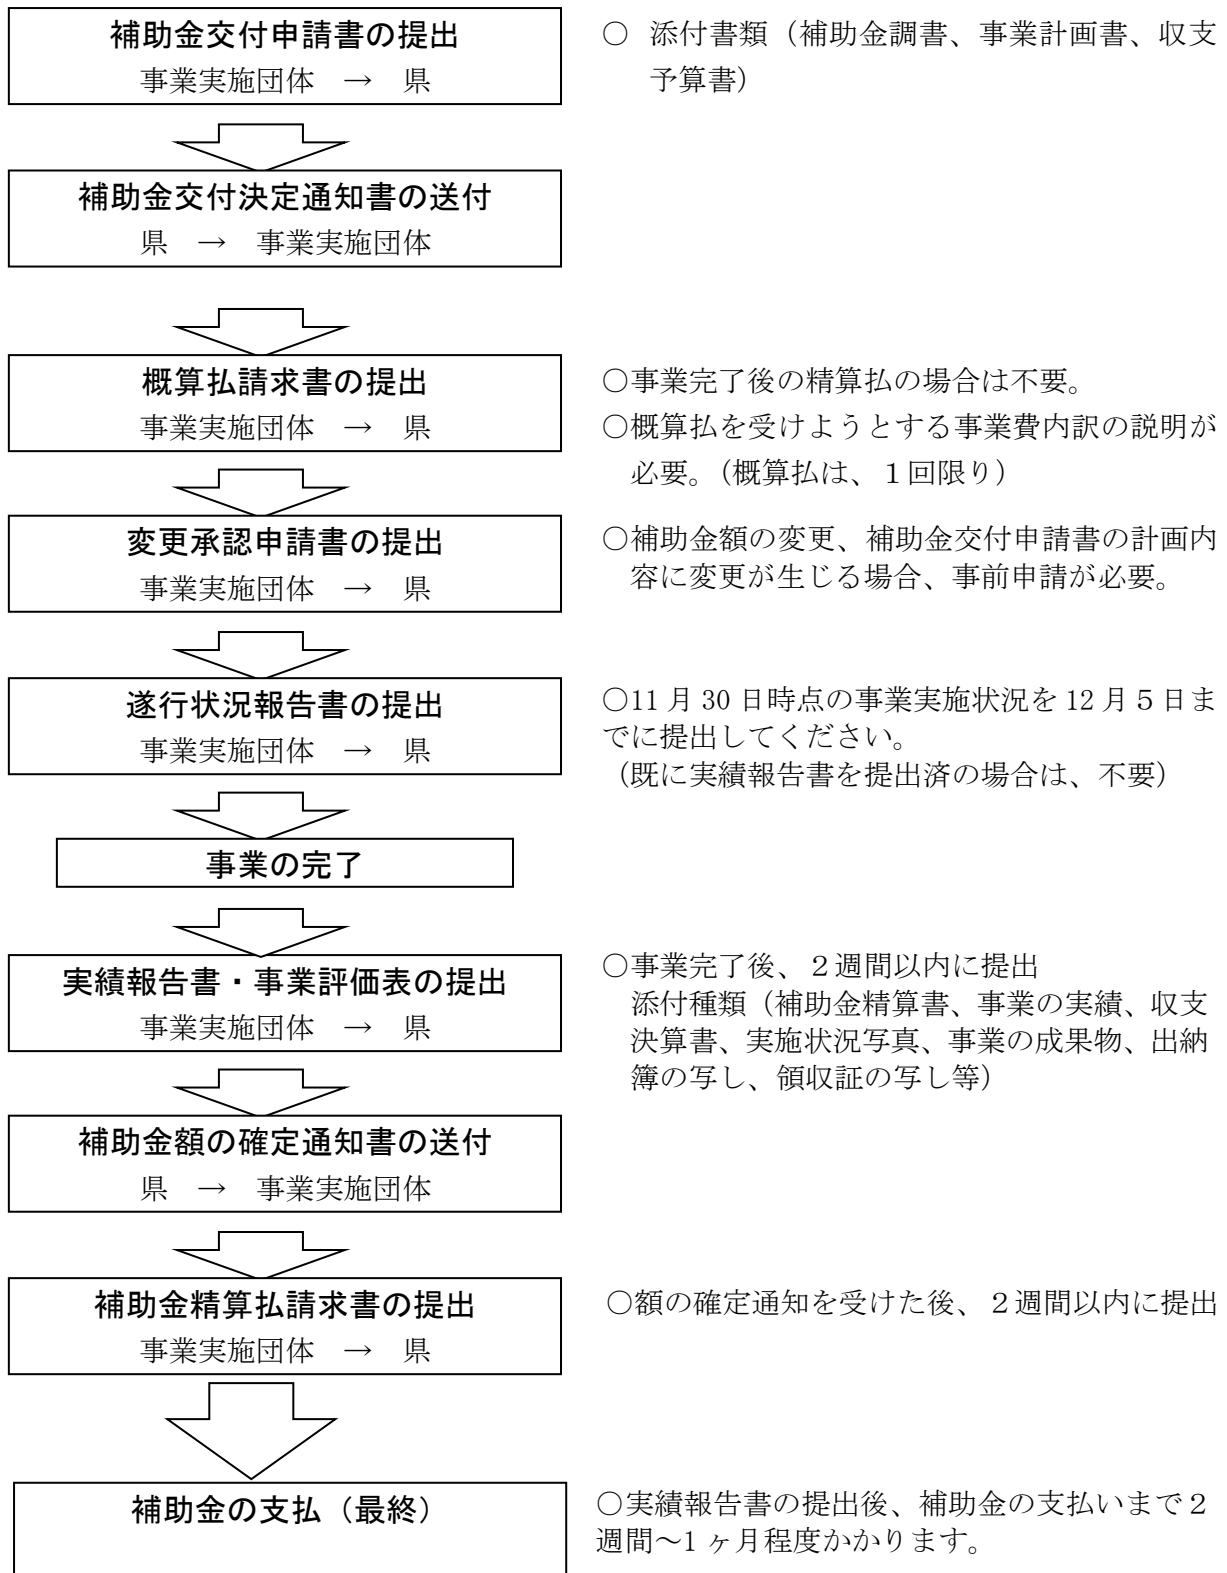 補助金交付申請書の提出
事業実施団体 → 県
○ 添付書類（補助金調書、事業計画書、収支
予算書）
補助金交付決定通知書の送付
県 → 事業実施団体
概算払請求書の提出
事業実施団体 → 県
○事業完了後の精算払の場合は不要。
○概算払を受けようとする事業費内訳の説明が
必要。（概算払は、１回限り）
変更承認申請書の提出
事業実施団体 → 県
○補助金額の変更、補助金交付申請書の計画内
容に変更が生じる場合、事前申請が必要。
遂行状況報告書の提出
事業実施団体 → 県
○11 月 30 日時点の事業実施状況を 12 月５日ま
でに提出してください。
（既に実績報告書を提出済の場合は、不要）
事業の完了
実績報告書・事業評価表の提出
事業実施団体 → 県
○事業完了後、２週間以内に提出
添付種類（補助金精算書、事業の実績、収支
決算書、実施状況写真、事業の成果物、出納
簿の写し、領収証の写し等）
補助金額の確定通知書の送付
県 → 事業実施団体
補助金精算払請求書の提出
事業実施団体 → 県
○額の確定通知を受けた後、２週間以内に提出
補助金の支払（最終）
○実績報告書の提出後、補助金の支払いまで２
週間～1 ヶ月程度かかります。